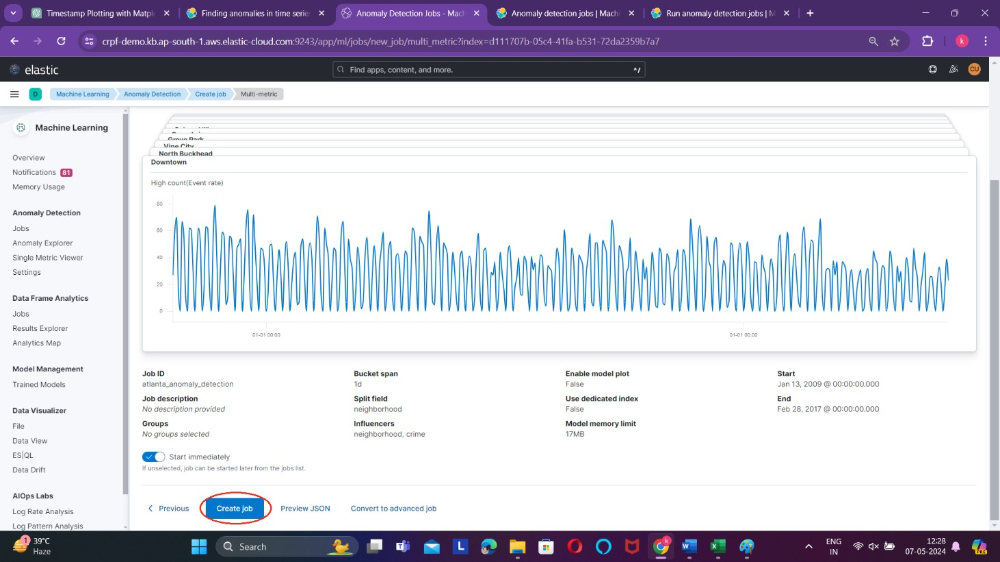 Timestamp Plotting with Matpl
Finding anomalies in time serie
Anomaly Detection Jobs - Mach
Anomaly detection jobs | Machi
Run anomaly detection jobs | M
crpf-demo.kb.ap-south-1.aws.elastic-cloud.com:9243/app/ml/jobs/new_job/multi_metric?index=d111707b-05c4-41fa-b531-72da2359b7a7
k
elastic
Find apps, content, and more.
^/
CU
D
Machine Learning
Anomaly Detection
Create job
Multi-metric
Machine Learning
Overview
Notifications 81
Memory Usage
Anomaly Detection
Jobs
Anomaly Explorer
Single Metric Viewer
Settings
Data Frame Analytics
Jobs
Results Explorer
Analytics Map
Model Management
Trained Models
Data Visualizer
File
Data View
ES|QL
Data Drift
AIOps Labs
Log Rate Analysis
Log Pattern Analysis
Grove Park
Vine City
North Buckhead
Downtown
High count(Event rate)
80
60
40
20
0
01-01 00:00
01-01 00:00
Job ID
atlanta_anomaly_detection
Job description
No description provided
Groups
No groups selected
Bucket span
1d
Split field
neighborhood
Influencers
neighborhood, crime
Enable model plot
False
Use dedicated index
False
Model memory limit
17MB
Start
Jan 13, 2009 @ 00:00:00.000
End
Feb 28, 2017 @ 00:00:00.000
Start immediately
If unselected, job can be started later from the jobs list.
Previous
Create job
Preview JSON
Convert to advanced job
1
39°C
Haze
Search
L
k
ENG
IN
12:28
07-05-2024
PRE